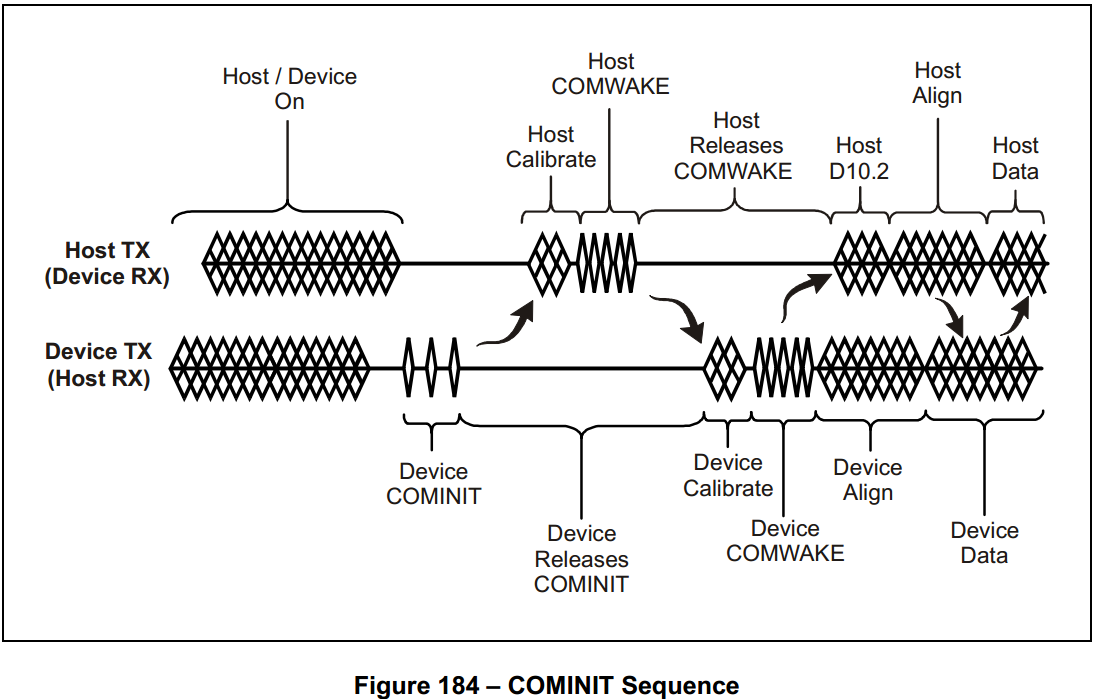 Host / Device
On
Host
COMWAKE
Host
Calibrate
Host
Releases
COMWAKE
Host
D10.2
Host
Align
Host
Data
Host TX
(Device RX)
Device TX
(Host RX)
Device
COMINIT
Device
Releases
COMINIT
Device
Calibrate
Device
COMWAKE
Device
Align
Device
Data
Figure 184 – COMINIT Sequence